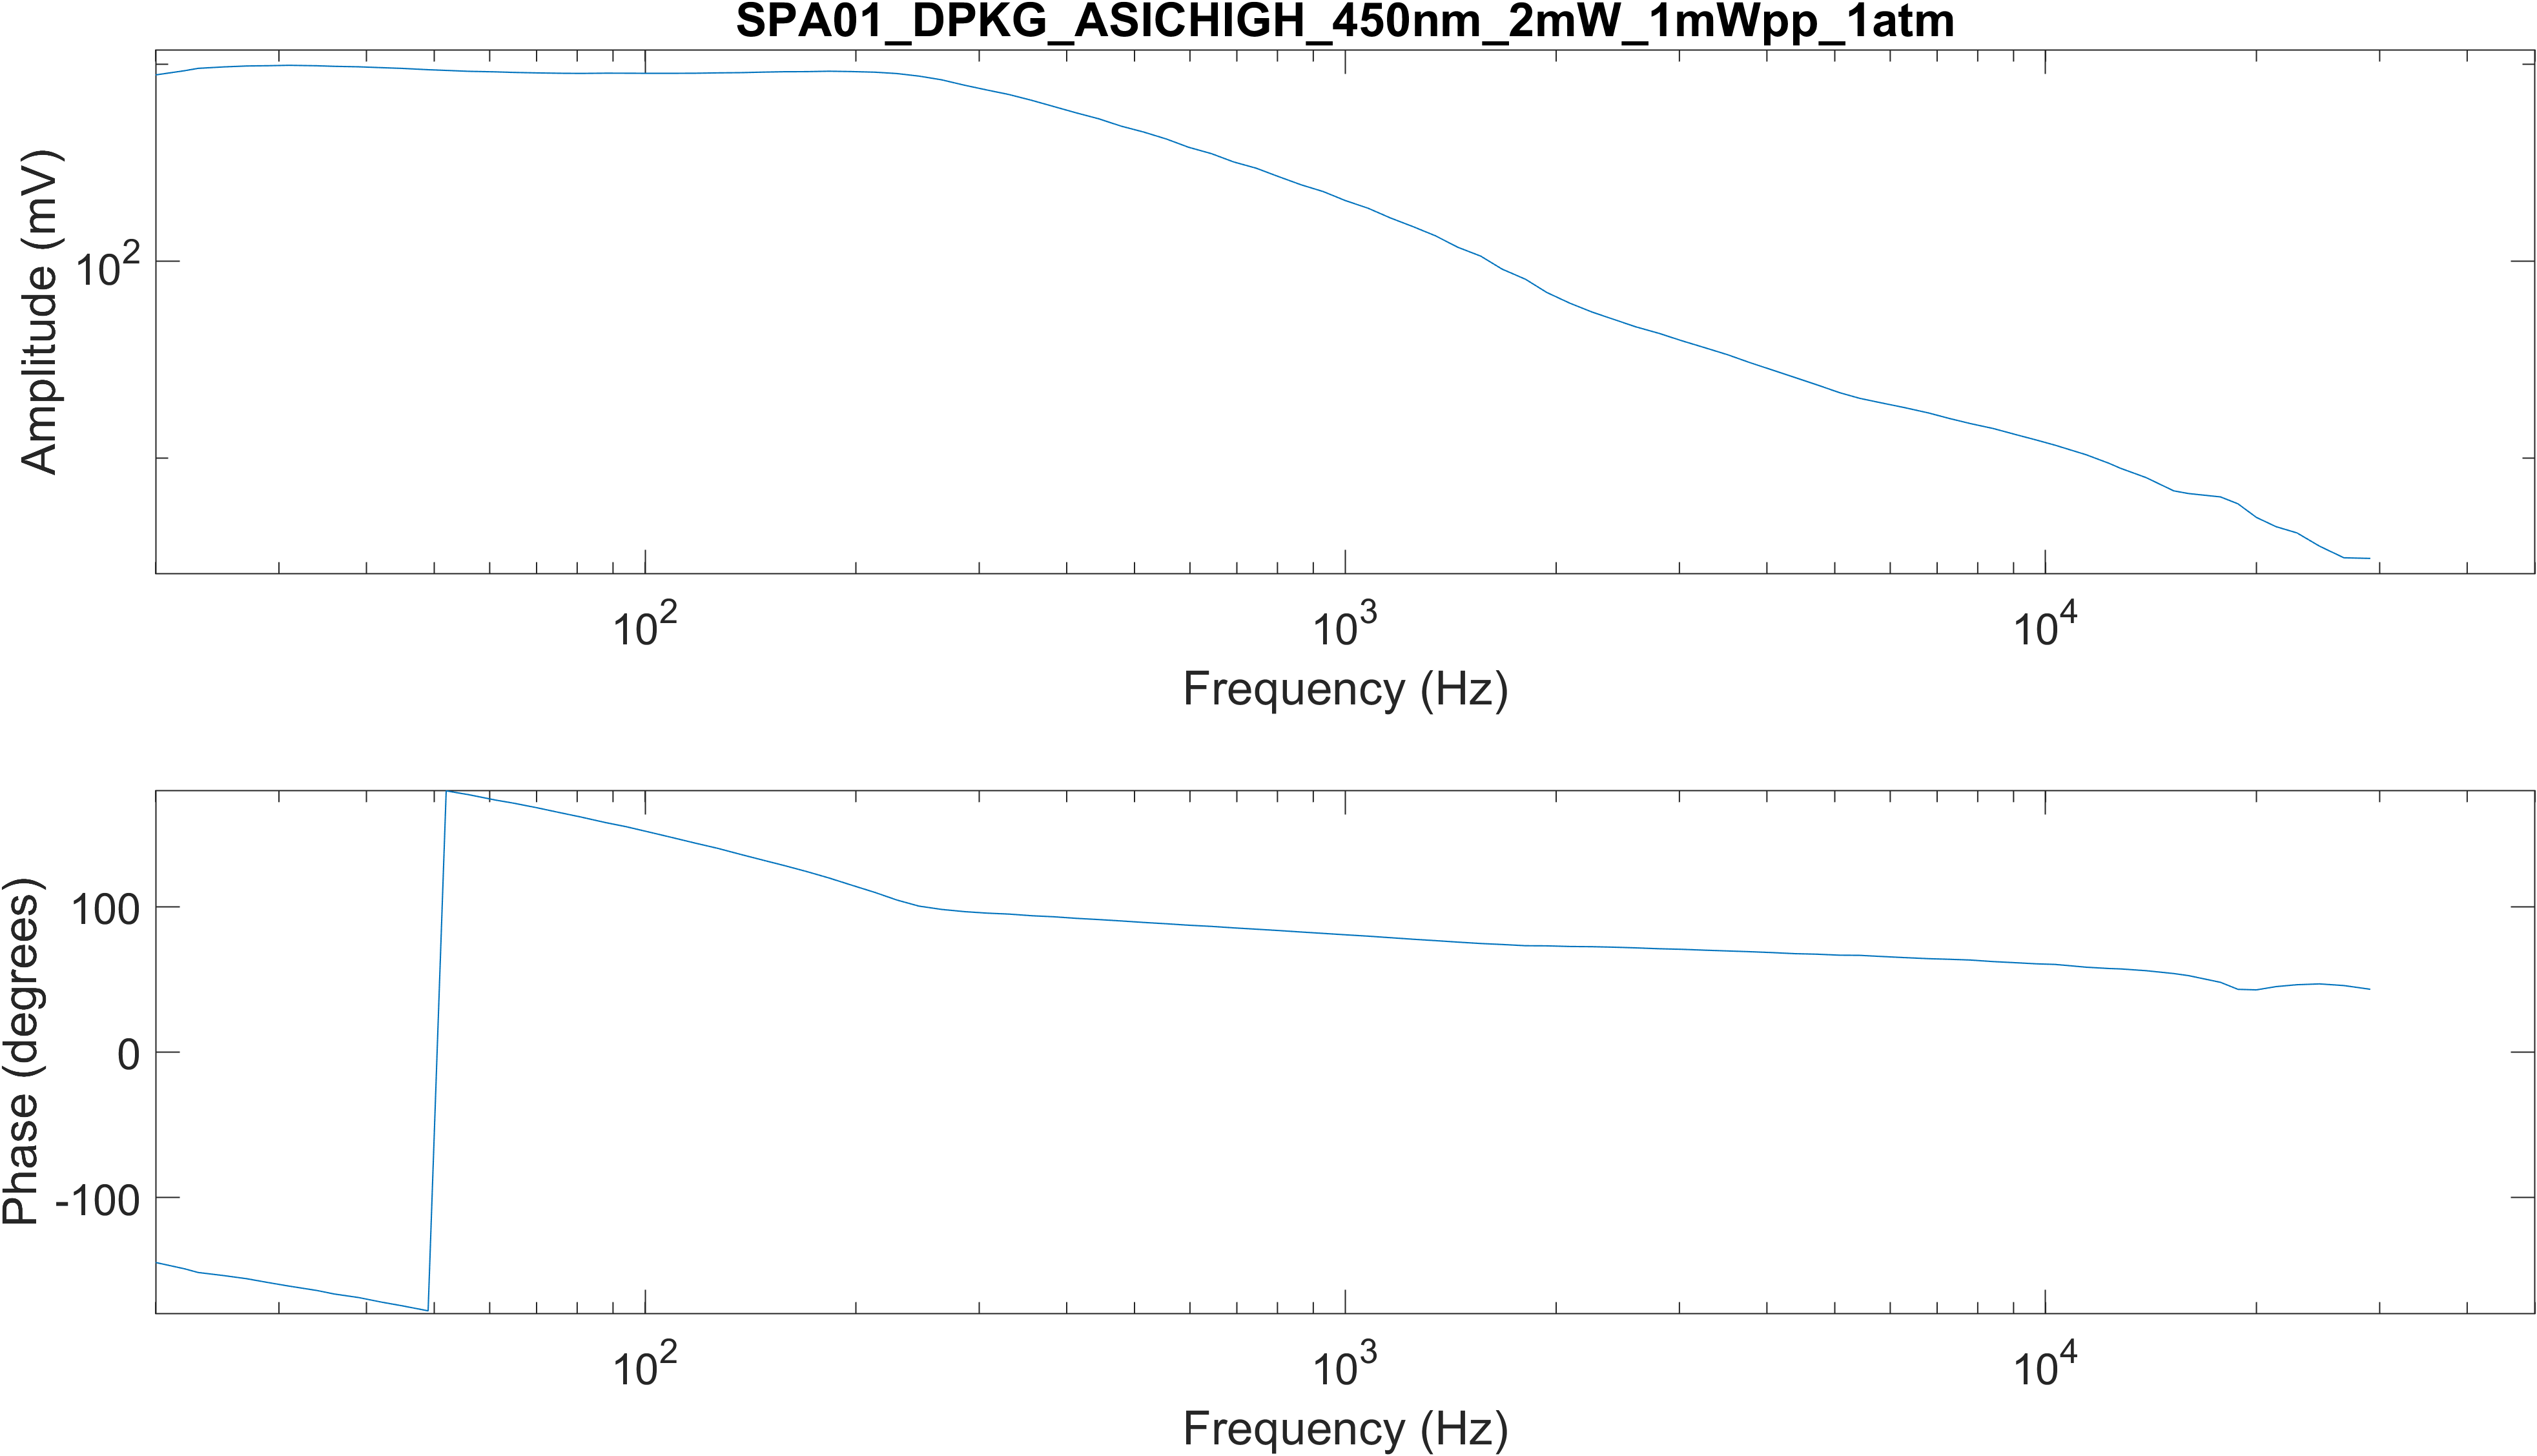 SPA01_DPKG_ASICHIGH_450nm_2mW_1mWpp_1atm
Amplitude (mV)
10²
10² 10³ 10⁴
Frequency (Hz)
Phase (degrees)
100
0
-100
10² 10³ 10⁴
Frequency (Hz)